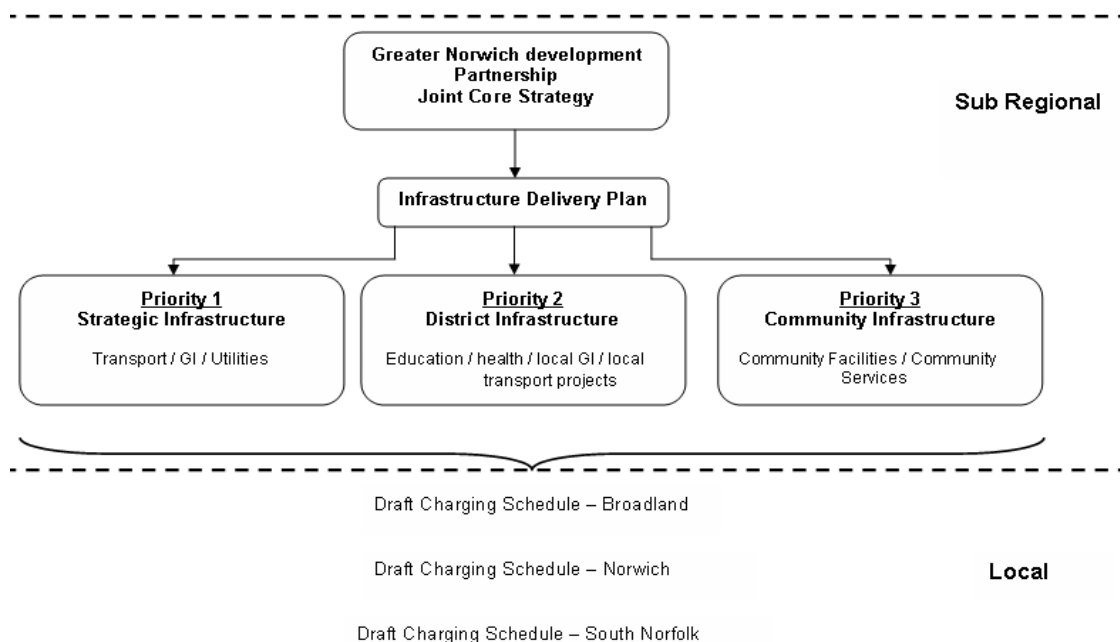 Greater Norwich development
Partnership
Joint Core Strategy
Sub Regional
Infrastructure Delivery Plan
Priority 1
Strategic Infrastructure
Transport / GI / Utilities
Priority 2
District Infrastructure
Education / health / local GI / local
transport projects
Priority 3
Community Infrastructure
Community Facilities / Community
Services
Draft Charging Schedule – Broadland
Draft Charging Schedule – Norwich
Local
Draft Charging Schedule – South Norfolk